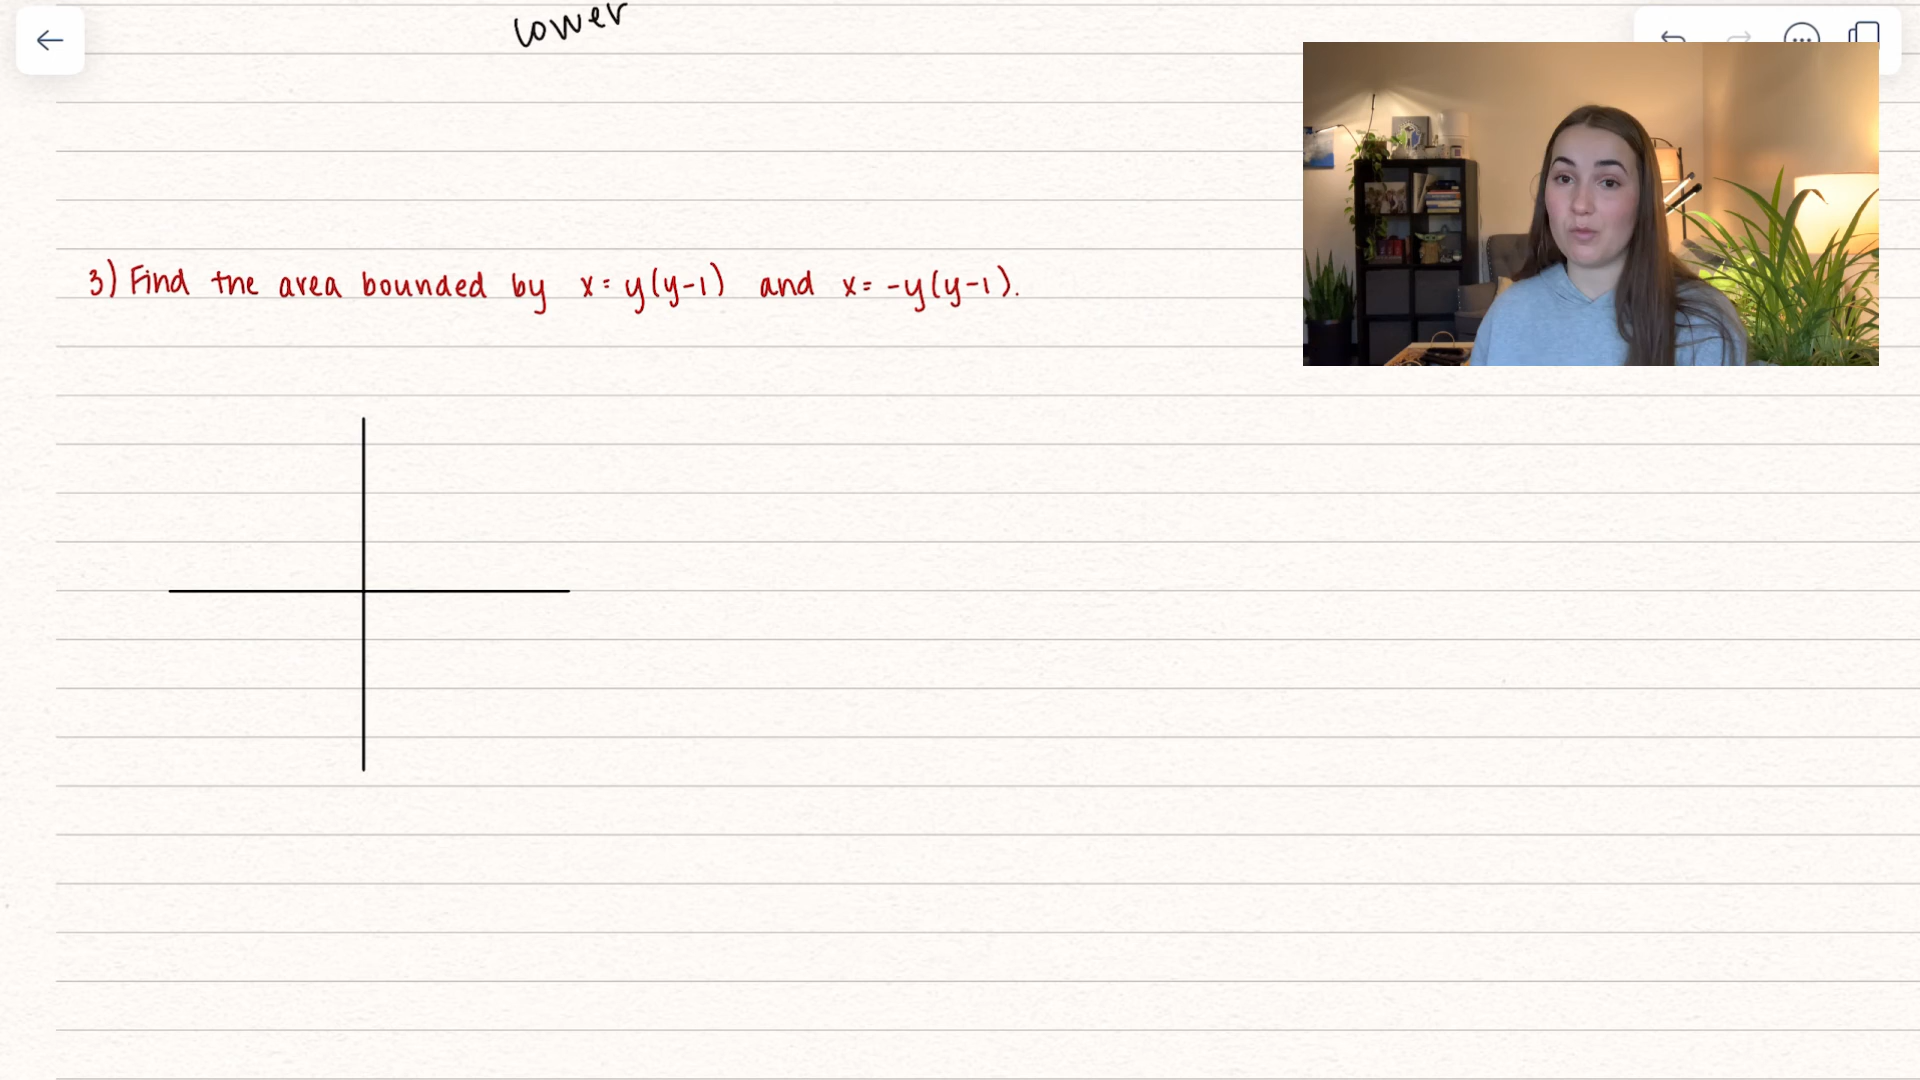 lower
3) Find the area bounded by x = y(y-1) and x = -y(y-1).